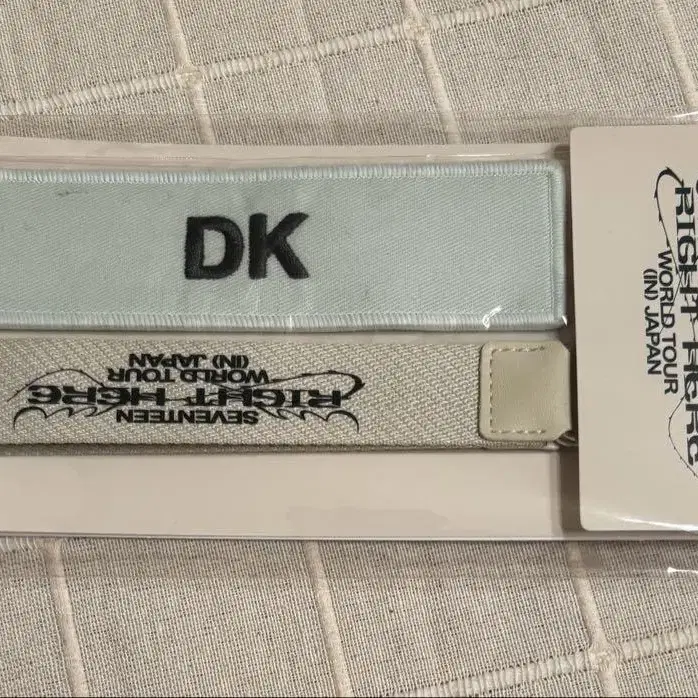 DK
SEVENTEEN
RIGHT HERE
WORLD TOUR
(IN) JAPAN
RIGHT HERE
WORLD TOUR
(IN) JAPAN